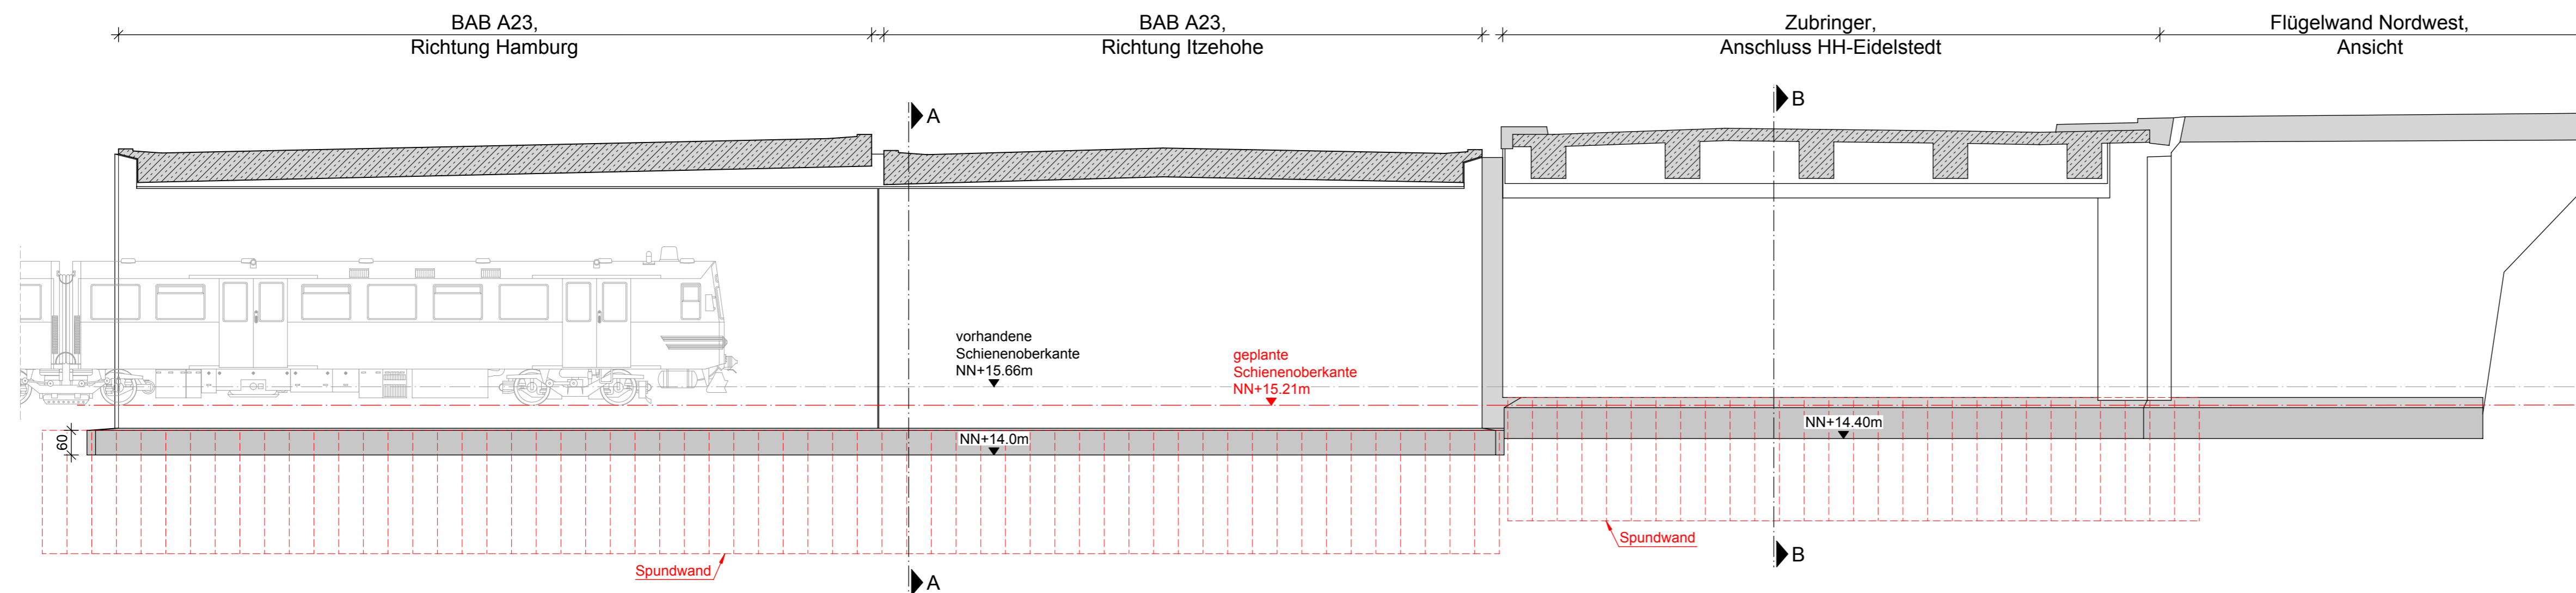 BAB A23,
Richtung Hamburg
BAB A23,
Richtung Itzehohe
Zubringer,
Anschluss HH-Eidelstedt
Flügelwand Nordwest,
Ansicht
A
B
vorhandene
Schienenoberkante
NN+15.66m
geplante
Schienenoberkante
NN+15.21m
60
NN+14.0m
NN+14.40m
Spundwand
Spundwand
A
B